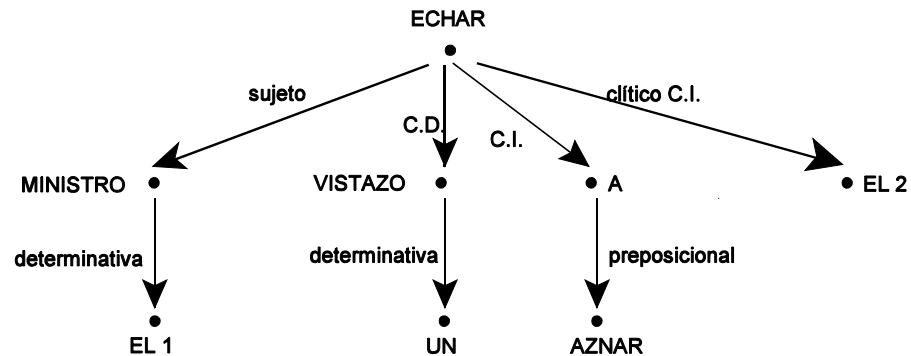 ECHAR
sujeto
clítico C.I.
C.D.
C.I.
MINISTRO
VISTAZO
A
EL 2
determinativa
determinativa
preposicional
EL 1
UN
AZNAR